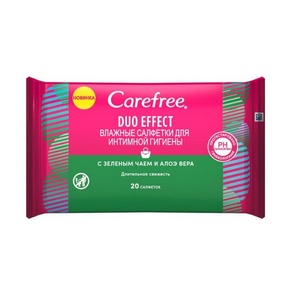 НОВИНКА
Carefree
DUO EFFECT
ВЛАЖНЫЕ САЛФЕТКИ ДЛЯ
ИНТИМНОЙ ГИГИЕНЫ
PH
С ЗЕЛЕНЫМ ЧАЕМ И АЛОЭ ВЕРА
Длительная свежесть
20 САЛФЕТОК